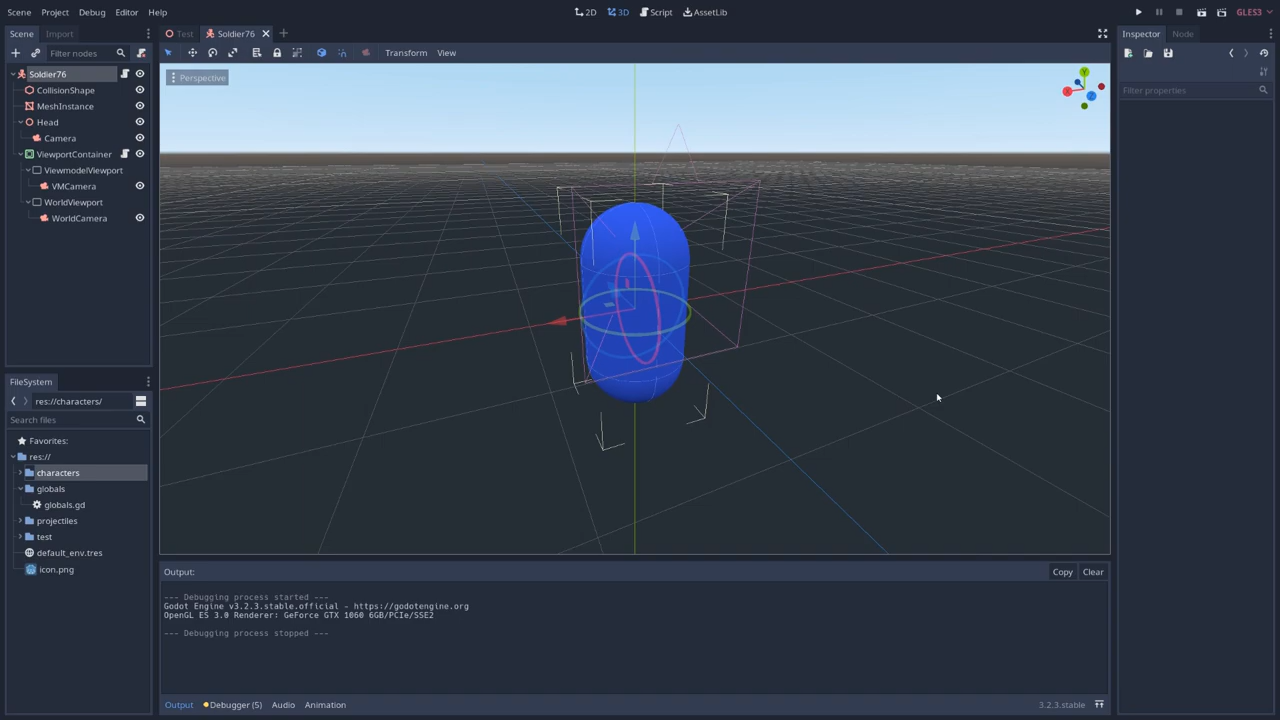 Scene Project Debug Editor Help
2D 3D Script AssetLib
GLES3
Scene Import
Test Soldier76
Inspector Node
Filter nodes
Transform View
Perspective
Filter properties
Soldier76
CollisionShape
MeshInstance
Head
Camera
ViewportContainer
ViewmodelViewport
VMCamera
WorldViewport
WorldCamera
Y
X
Z
FileSystem
res://characters/
Search files
Favorites:
res://
characters
globals
globals.gd
projectiles
test
default_env.tres
icon.png
Output:
Copy Clear
--- Debugging process started ---
Godot Engine v3.2.3.stable.official - https://godotengine.org
OpenGL ES 3.0 Renderer: GeForce GTX 1060 6GB/PCIe/SSE2
--- Debugging process stopped ---
Output Debugger (5) Audio Animation
3.2.3.stable